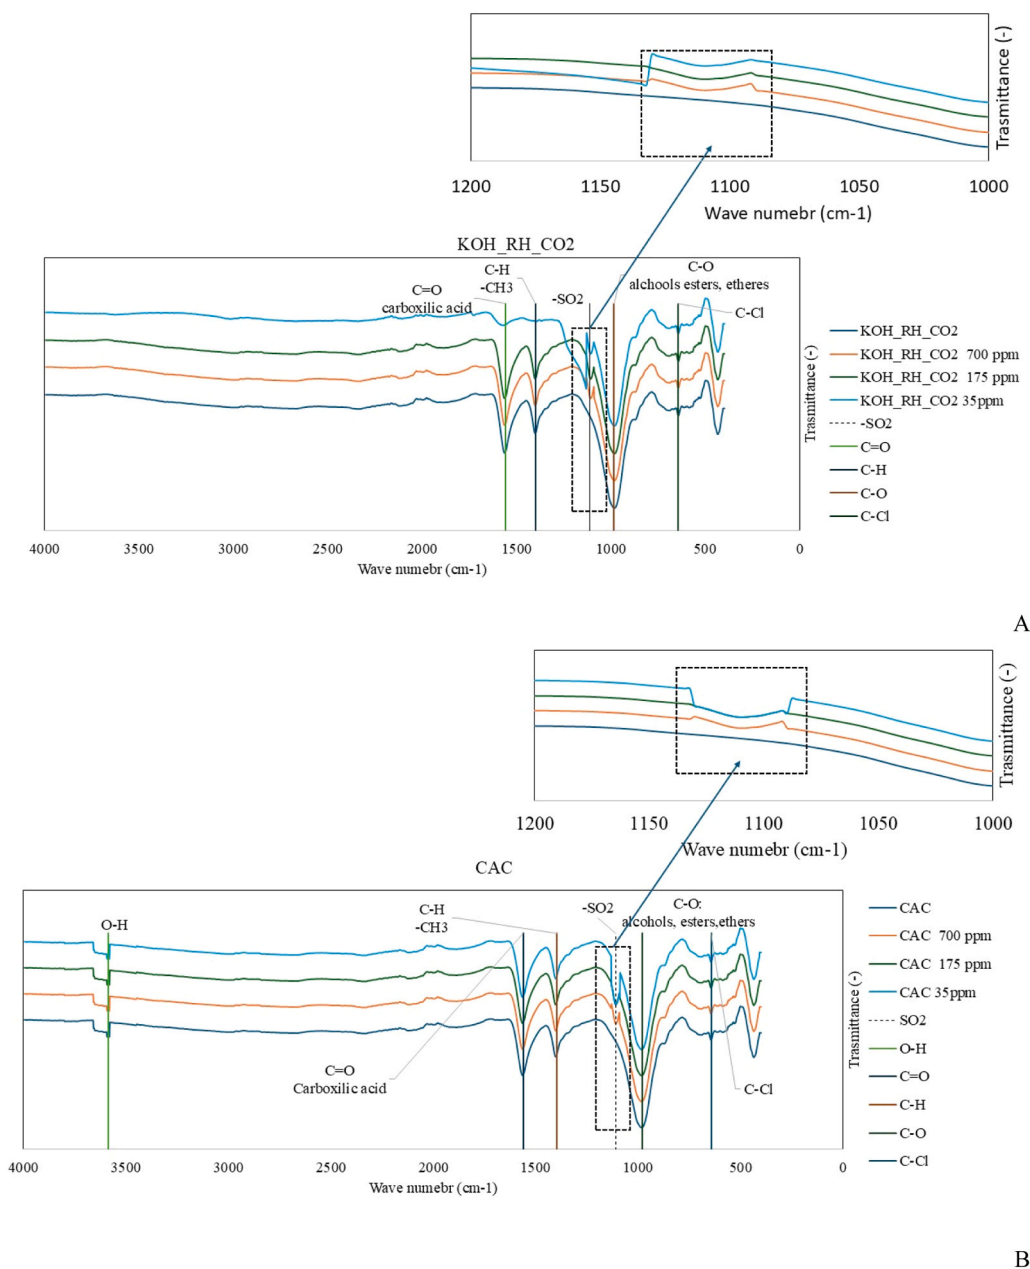 Trasmittance (-)
1200
1150
1100
1050
1000
Wave numebr (cm-1)
KOH_RH_CO2
C=O
carboxilic acid
C-H
-CH3
-SO2
C-O
alchools esters, etheres
C-Cl
Trasmittance (-)
KOH_RH_CO2
KOH_RH_CO2 700 ppm
KOH_RH_CO2 175 ppm
KOH_RH_CO2 35ppm
-SO2
C=O
C-H
C-O
C-Cl
4000
3500
3000
2500
2000
1500
1000
500
0
Wave numebr (cm-1)
A
Trasmittance (-)
1200
1150
1100
1050
1000
Wave numebr (cm-1)
CAC
O-H
C-H
-CH3
-SO2
C-O:
alcohols, esters,ethers
C=O
Carboxilic acid
C-Cl
Trasmittance (-)
CAC
CAC 700 ppm
CAC 175 ppm
CAC 35ppm
SO2
O-H
C=O
C-H
C-O
C-Cl
4000
3500
3000
2500
2000
1500
1000
500
0
Wave numebr (cm-1)
B